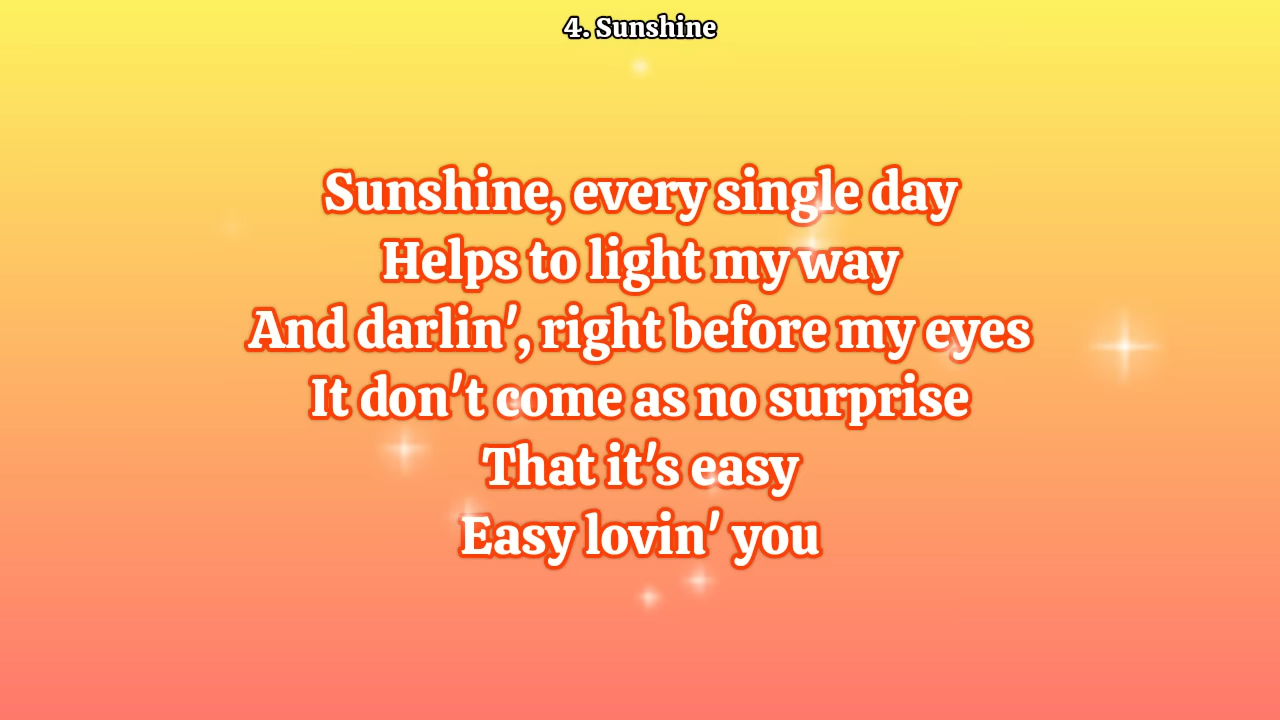 4. Sunshine
Sunshine, every single day
Helps to light my way
And darlin', right before my eyes
It don't come as no surprise
That it's easy
Easy lovin' you